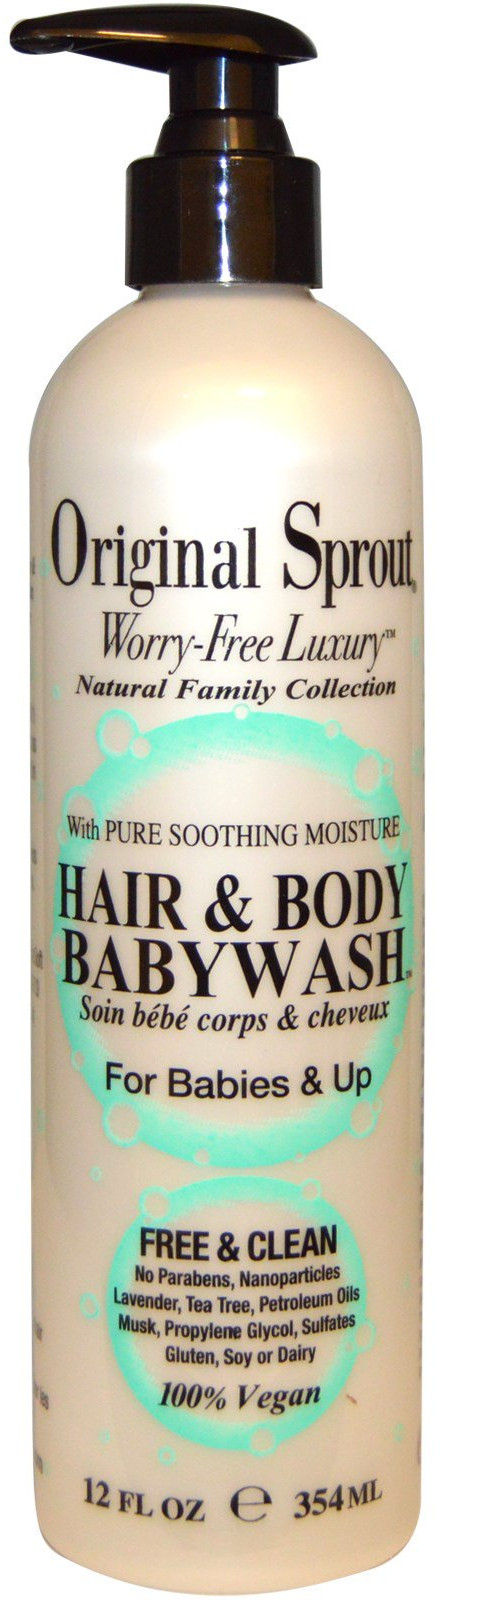 Original Sprout®
Worry-Free Luxury™
Natural Family Collection
With PURE SOOTHING MOISTURE
HAIR & BODY
BABYWASH™
Soin bébé corps & cheveux
For Babies & Up
FREE & CLEAN
No Parabens, Nanoparticles
Lavender, Tea Tree, Petroleum Oils
Musk, Propylene Glycol, Sulfates
Gluten, Soy or Dairy
100% Vegan
12 FL OZ ℮ 354ML